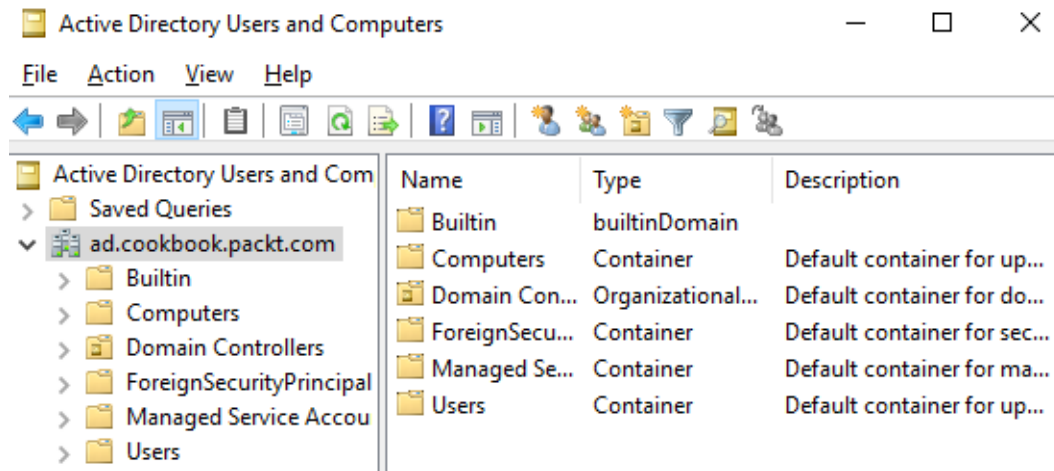 Active Directory Users and Computers
File Action View Help
Active Directory Users and Com
Saved Queries
ad.cookbook.packt.com
Builtin
Computers
Domain Controllers
ForeignSecurityPrincipal
Managed Service Accou
Users
Name Type Description
Builtin builtinDomain
Computers Container Default container for up...
Domain Con... Organizational... Default container for do...
ForeignSecu... Container Default container for sec...
Managed Se... Container Default container for ma...
Users Container Default container for up...